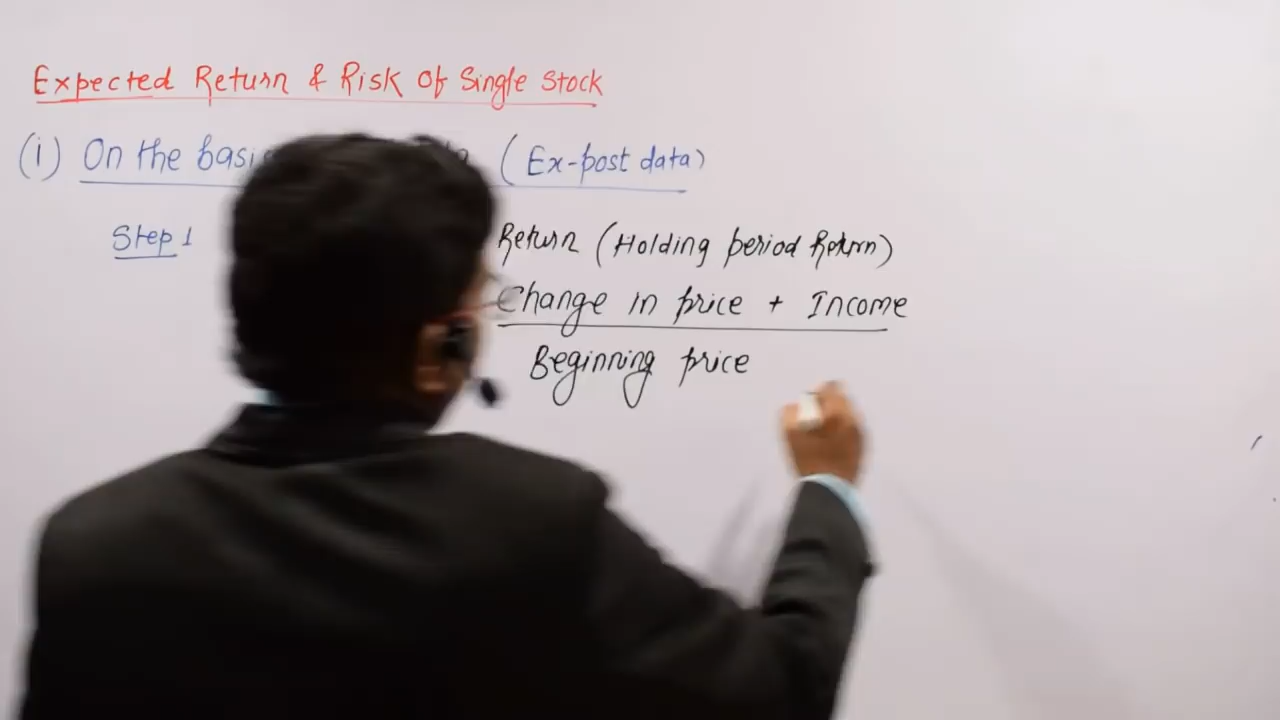 Expected Return & Risk Of Single Stock
(i) On the basis (Ex-post data)
Step 1 Return (Holding period Return)
Change in price + Income
Beginning price